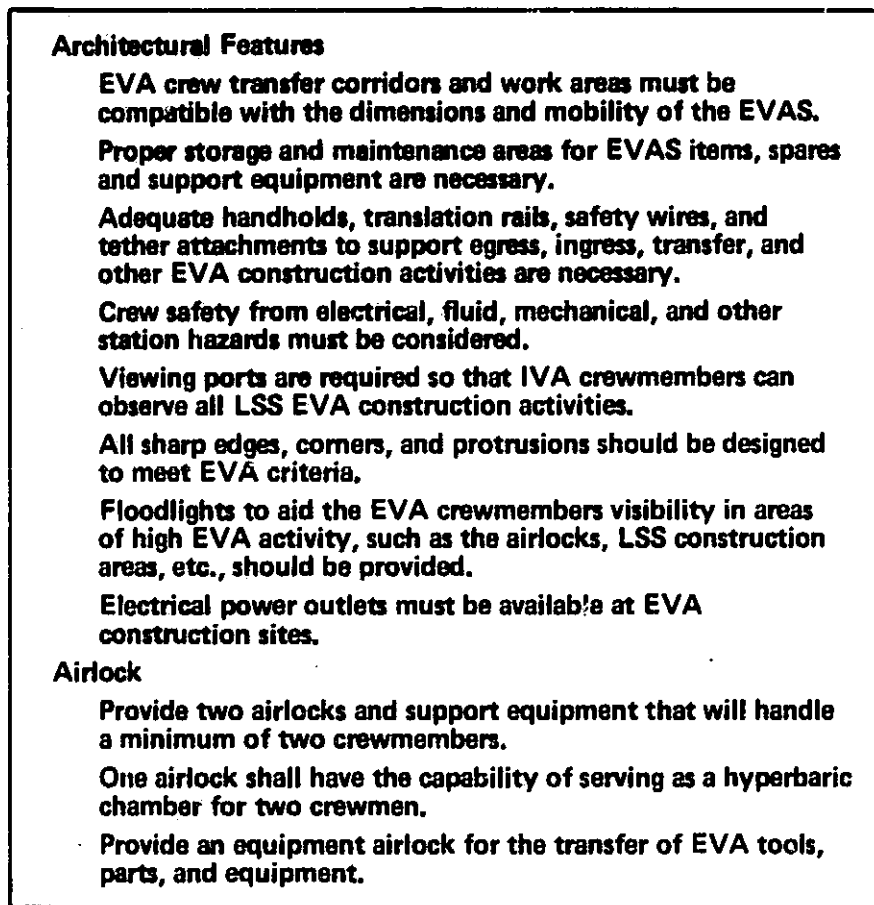 Architectural Features
EVA crew transfer corridors and work areas must be
compatible with the dimensions and mobility of the EVAS.
Proper storage and maintenance areas for EVAS items, spares
and support equipment are necessary.
Adequate handholds, translation rails, safety wires, and
tether attachments to support egress, ingress, transfer, and
other EVA construction activities are necessary.
Crew safety from electrical, fluid, mechanical, and other
station hazards must be considered.
Viewing ports are required so that IVA crewmembers can
observe all LSS EVA construction activities.
All sharp edges, corners, and protrusions should be designed
to meet EVA criteria.
Floodlights to aid the EVA crewmembers visibility in areas
of high EVA activity, such as the airlocks, LSS construction
areas, etc., should be provided.
Electrical power outlets must be available at EVA
construction sites.
Airlock
Provide two airlocks and support equipment that will handle
a minimum of two crewmembers.
One airlock shall have the capability of serving as a hyperbaric
chamber for two crewmen.
Provide an equipment airlock for the transfer of EVA tools,
parts, and equipment.